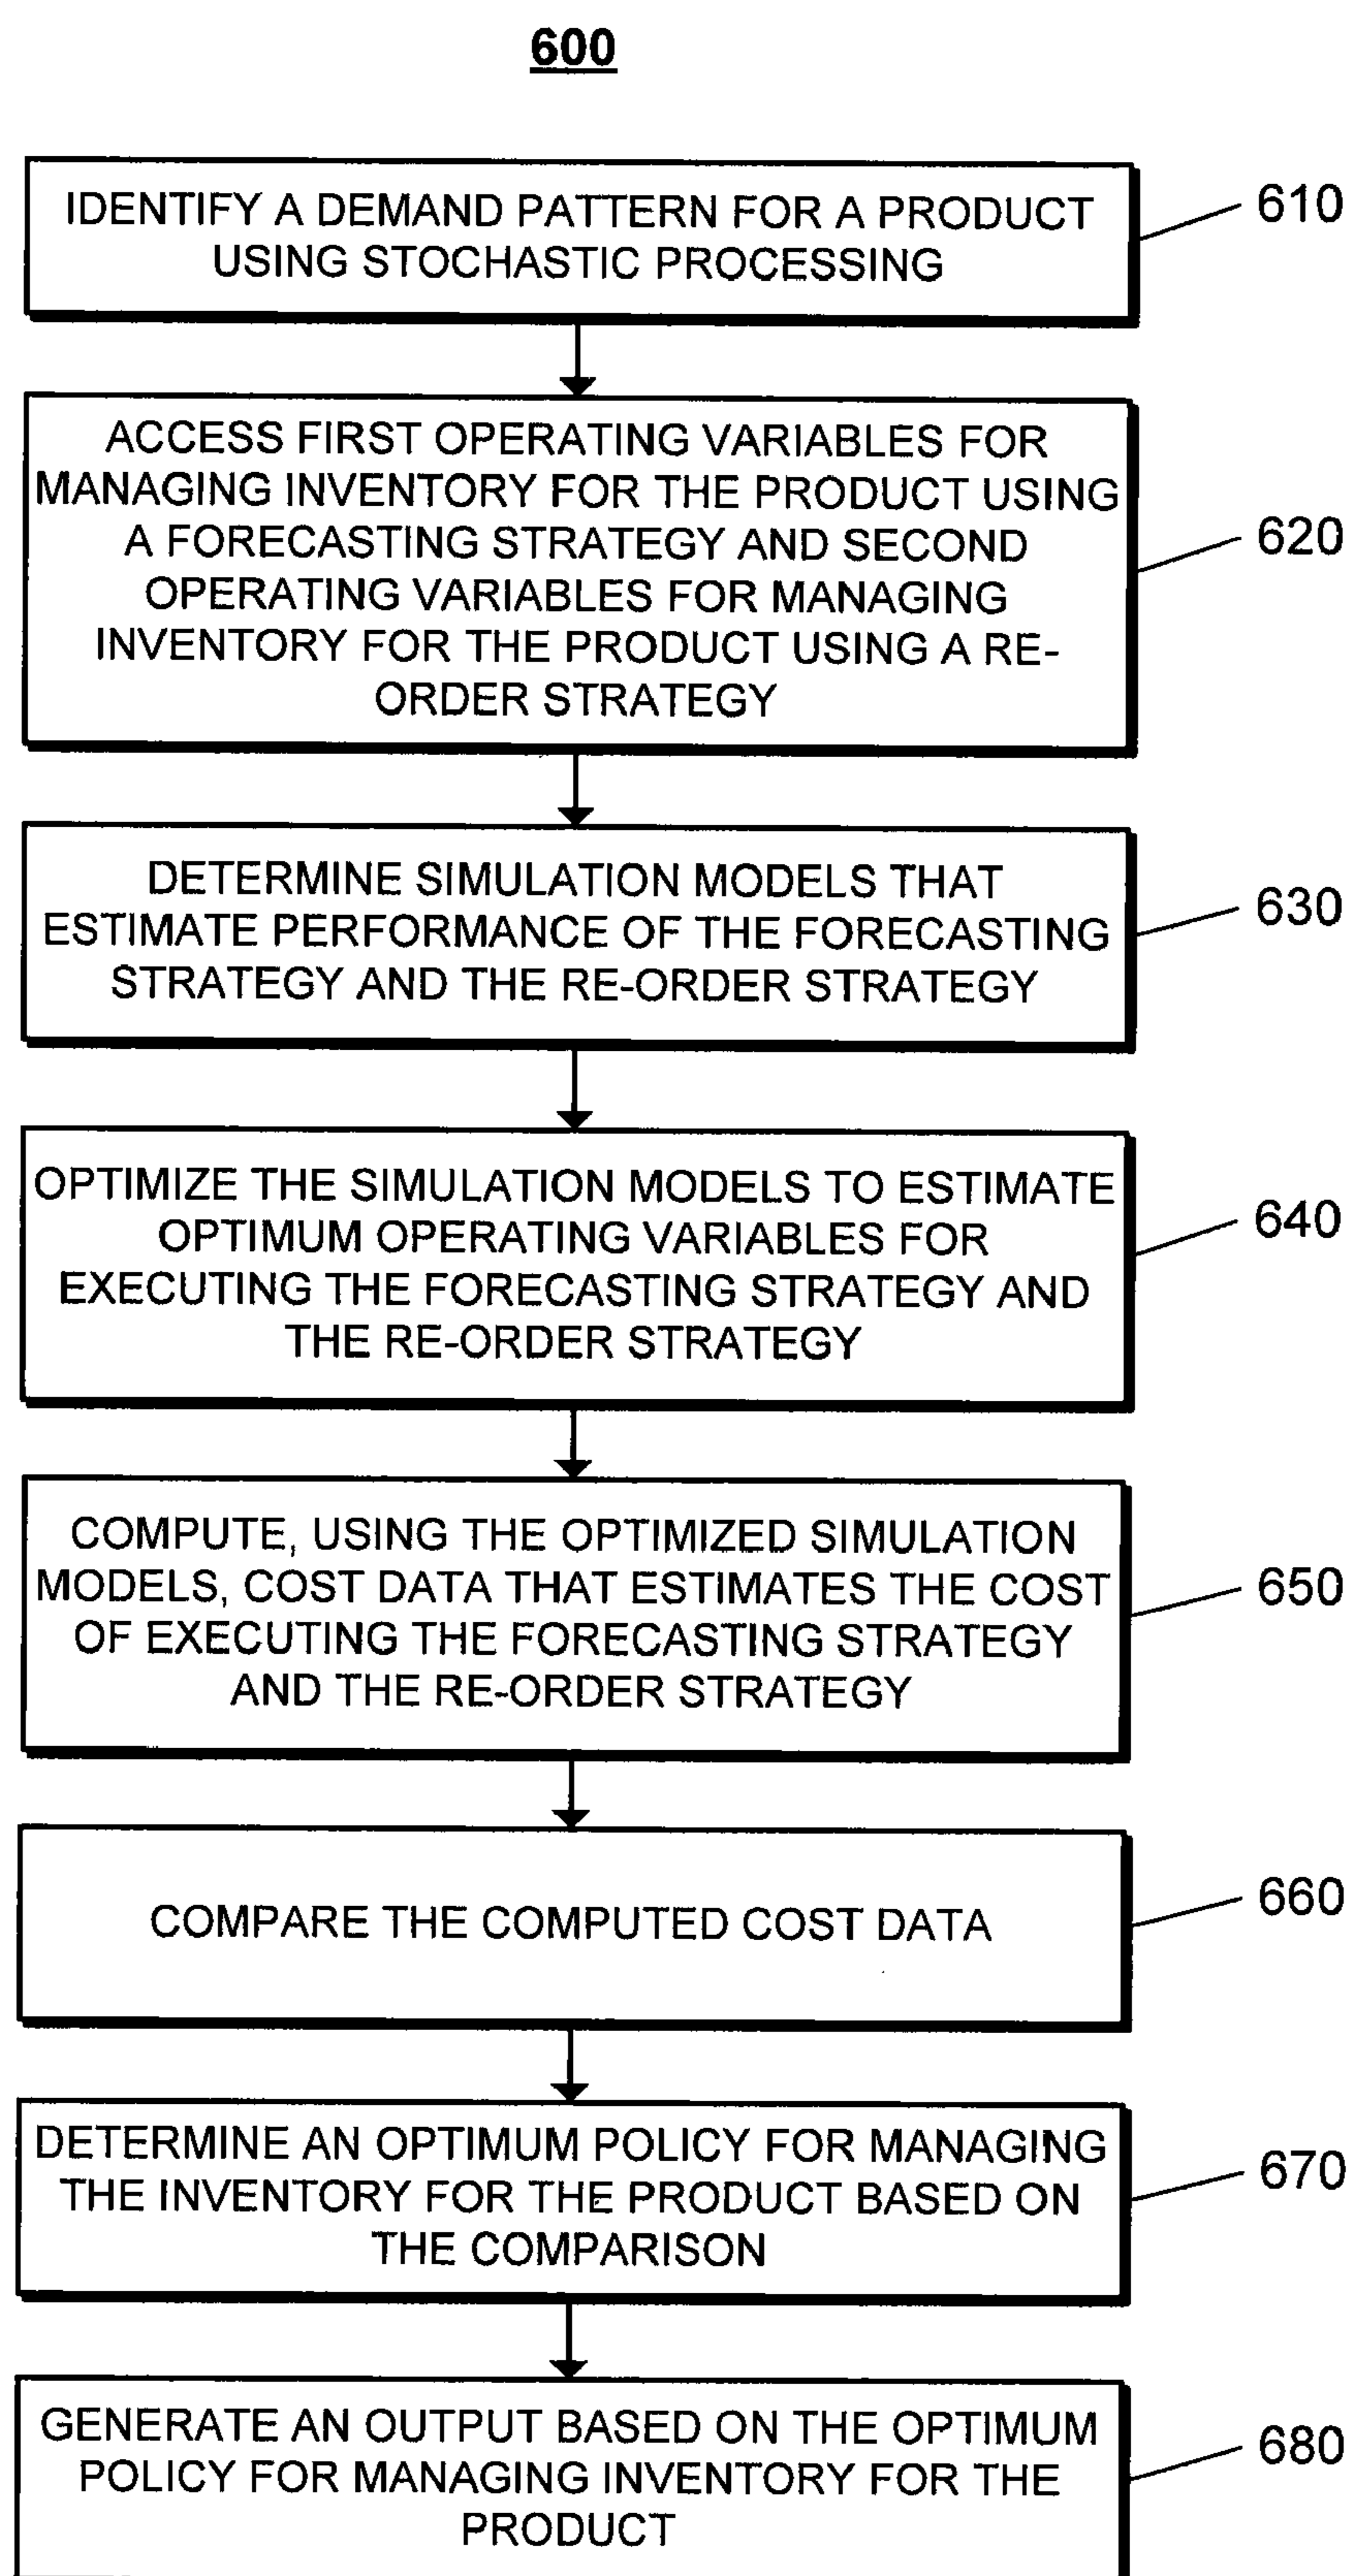 600
IDENTIFY A DEMAND PATTERN FOR A PRODUCT
USING STOCHASTIC PROCESSING
610
ACCESS FIRST OPERATING VARIABLES FOR
MANAGING INVENTORY FOR THE PRODUCT USING
A FORECASTING STRATEGY AND SECOND
OPERATING VARIABLES FOR MANAGING
INVENTORY FOR THE PRODUCT USING A RE-
ORDER STRATEGY
620
DETERMINE SIMULATION MODELS THAT
ESTIMATE PERFORMANCE OF THE FORECASTING
STRATEGY AND THE RE-ORDER STRATEGY
630
OPTIMIZE THE SIMULATION MODELS TO ESTIMATE
OPTIMUM OPERATING VARIABLES FOR
EXECUTING THE FORECASTING STRATEGY AND
THE RE-ORDER STRATEGY
640
COMPUTE, USING THE OPTIMIZED SIMULATION
MODELS, COST DATA THAT ESTIMATES THE COST
OF EXECUTING THE FORECASTING STRATEGY
AND THE RE-ORDER STRATEGY
650
COMPARE THE COMPUTED COST DATA
660
DETERMINE AN OPTIMUM POLICY FOR MANAGING
THE INVENTORY FOR THE PRODUCT BASED ON
THE COMPARISON
670
GENERATE AN OUTPUT BASED ON THE OPTIMUM
POLICY FOR MANAGING INVENTORY FOR THE
PRODUCT
680